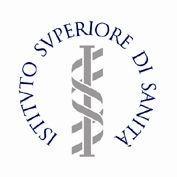 ISTITVTO SVPERIORE DI SANITÀ